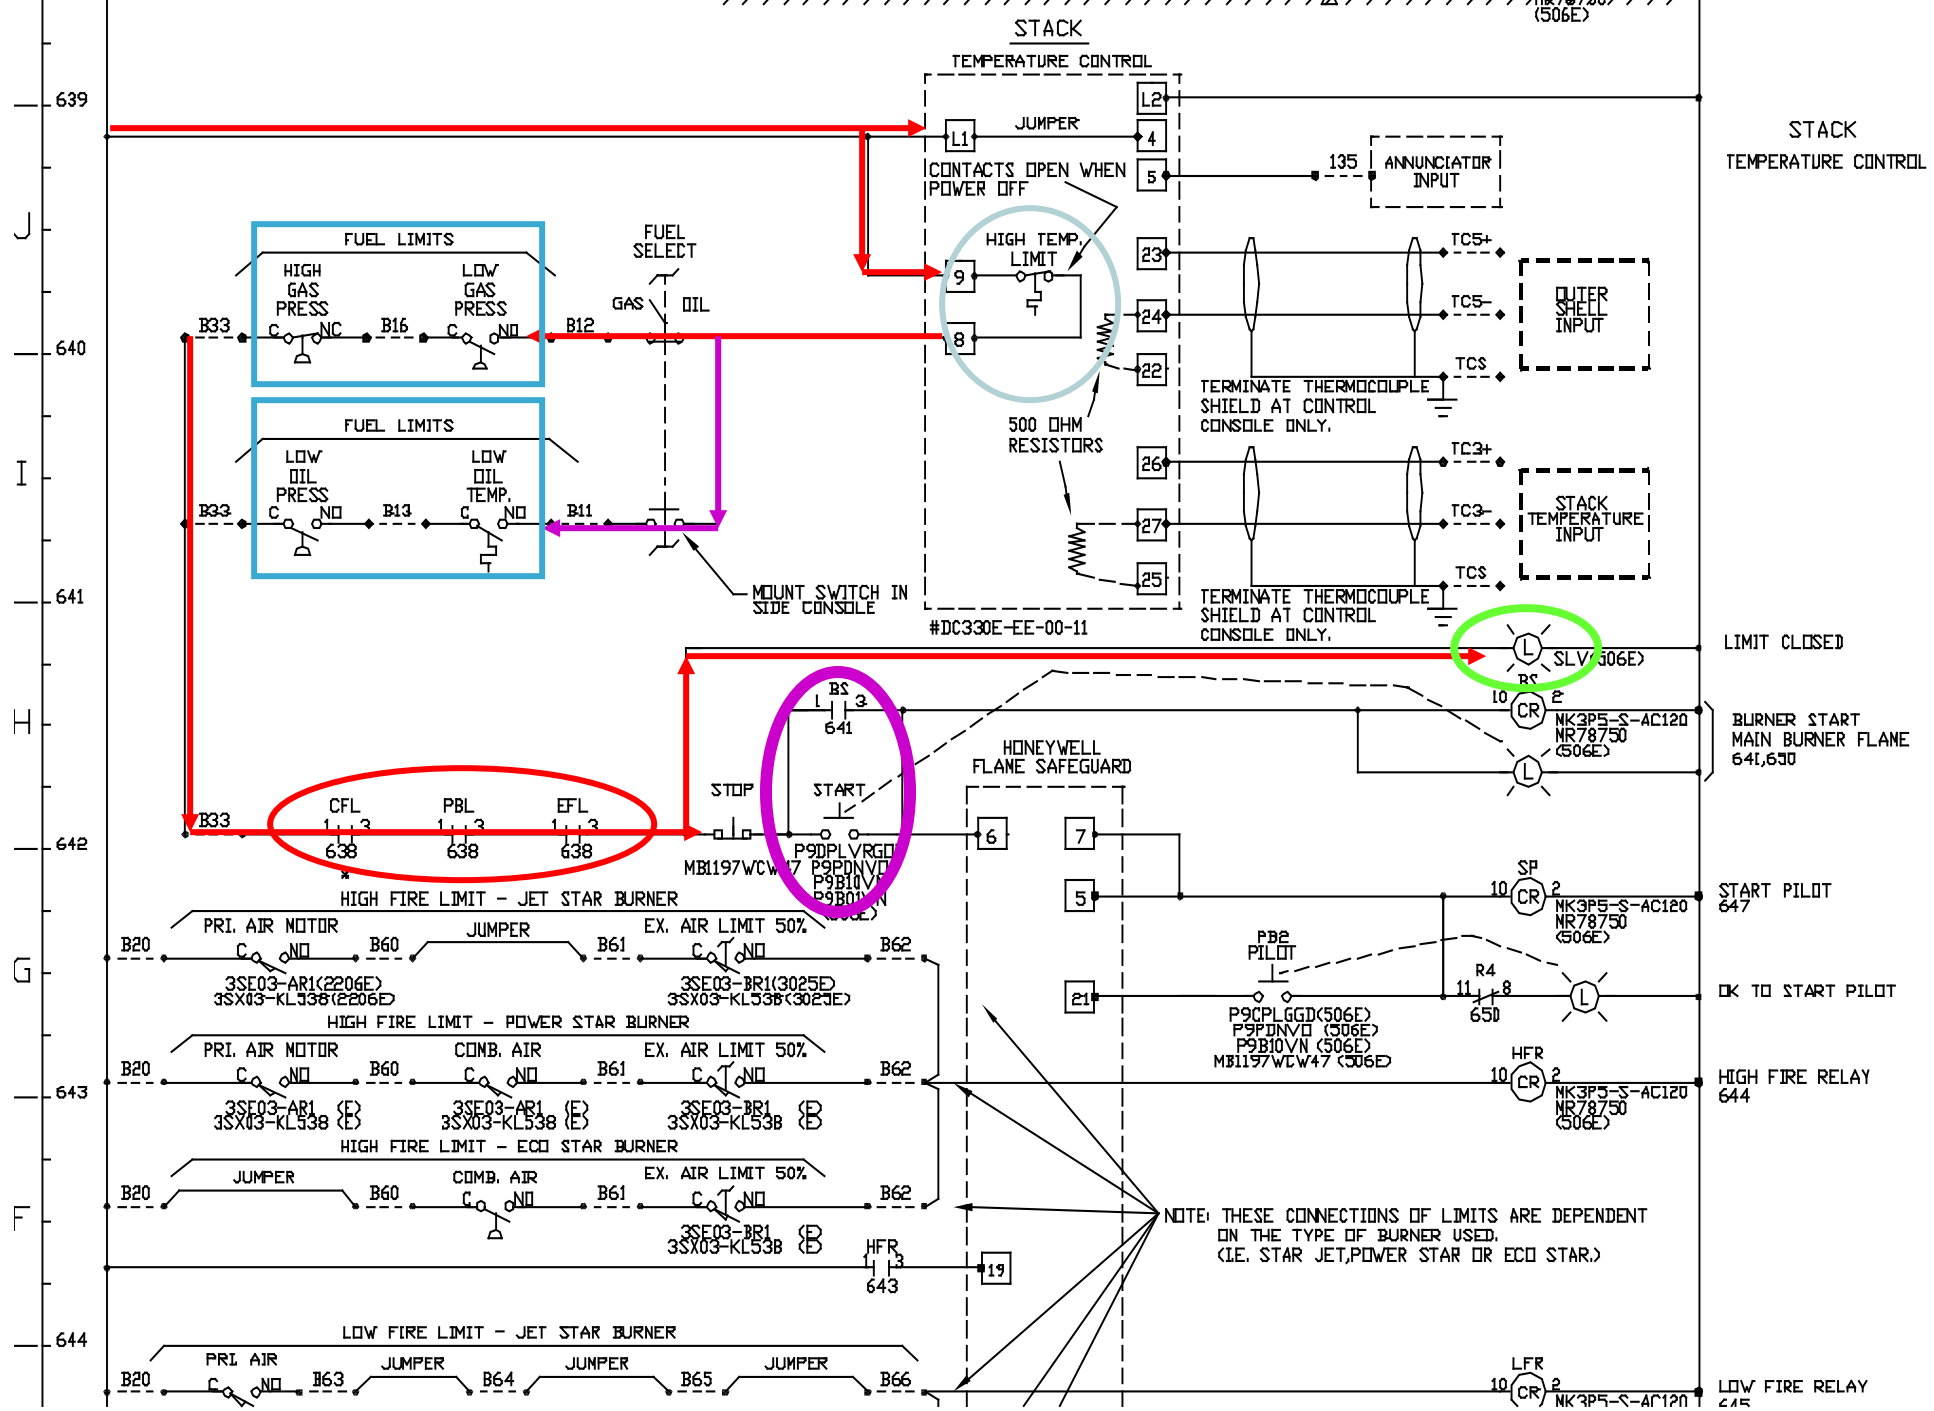 (506E)
STACK
TEMPERATURE CONTROL
639
L2
L1
JUMPER
4
STACK
TEMPERATURE CONTROL
CONTACTS OPEN WHEN
POWER OFF
5
135
ANNUNCIATOR
INPUT
J
FUEL LIMITS
HIGH
GAS
PRESS
LOW
GAS
PRESS
FUEL
SELECT
GAS
OIL
HIGH TEMP.
LIMIT
9
23
TC5+
OUTER
SHELL
INPUT
24
TC5-
B33
C
NC
B16
C
NO
B12
8
640
22
TCS
TERMINATE THERMOCOUPLE
SHIELD AT CONTROL
CONSOLE ONLY.
FUEL LIMITS
500 OHM
RESISTORS
I
LOW
OIL
PRESS
LOW
OIL
TEMP.
26
TC3+
STACK
TEMPERATURE
INPUT
B33
C
NO
B13
C
NO
B11
27
TC3-
25
TCS
MOUNT SWITCH IN
SIDE CONSOLE
641
TERMINATE THERMOCOUPLE
SHIELD AT CONTROL
CONSOLE ONLY.
#DC330E-EE-00-11
L
SLV(506E)
LIMIT CLOSED
H
BS
1
3
641
BS
10
2
CR
MK3P5-S-AC120
MR78750
(506E)
BURNER START
MAIN BURNER FLAME
641,650
L
HONEYWELL
FLAME SAFEGUARD
STOP
START
B33
CFL
1
3
638
PBL
1
3
638
EFL
1
3
638
6
7
642
MB1197WCW47
P9DPLVRGO
P9PDNVO
P9B10VN
P9B01VN
(506E)
HIGH FIRE LIMIT - JET STAR BURNER
5
SP
10
2
CR
MK3P5-S-AC120
MR78750
(506E)
START PILOT
647
G
B20
PRI. AIR MOTOR
C
NO
B60
JUMPER
B61
EX. AIR LIMIT 50%
C
NO
B62
3SE03-AR1(2206E)
3SX03-KL538(2206E)
3SE03-BR1(3025E)
3SX03-KL53B(3025E)
PB2
PILOT
21
R4
11
8
650
L
OK TO START PILOT
P9CPLGGD(506E)
P9PDNVO (506E)
P9B10VN (506E)
MB1197WCW47 (506E)
HIGH FIRE LIMIT - POWER STAR BURNER
B20
PRI. AIR MOTOR
C
NO
B60
COMB. AIR
C
NO
B61
EX. AIR LIMIT 50%
C
NO
B62
HFR
10
2
CR
MK3P5-S-AC120
MR78750
(506E)
HIGH FIRE RELAY
644
643
3SE03-AR1 (E)
3SX03-KL538 (E)
3SE03-AR1 (E)
3SX03-KL538 (E)
3SE03-BR1 (E)
3SX03-KL53B (E)
HIGH FIRE LIMIT - ECO STAR BURNER
F
B20
JUMPER
B60
COMB. AIR
C
NO
B61
EX. AIR LIMIT 50%
C
NO
B62
3SE03-BR1 (E)
3SX03-KL53B (E)
NOTE: THESE CONNECTIONS OF LIMITS ARE DEPENDENT
ON THE TYPE OF BURNER USED.
(I.E. STAR JET,POWER STAR OR ECO STAR.)
HFR
1
3
643
19
644
LOW FIRE LIMIT - JET STAR BURNER
B20
PRI. AIR
C
NO
B63
JUMPER
B64
JUMPER
B65
JUMPER
B66
LFR
10
2
CR
MK3P5-S-AC120
LOW FIRE RELAY
645